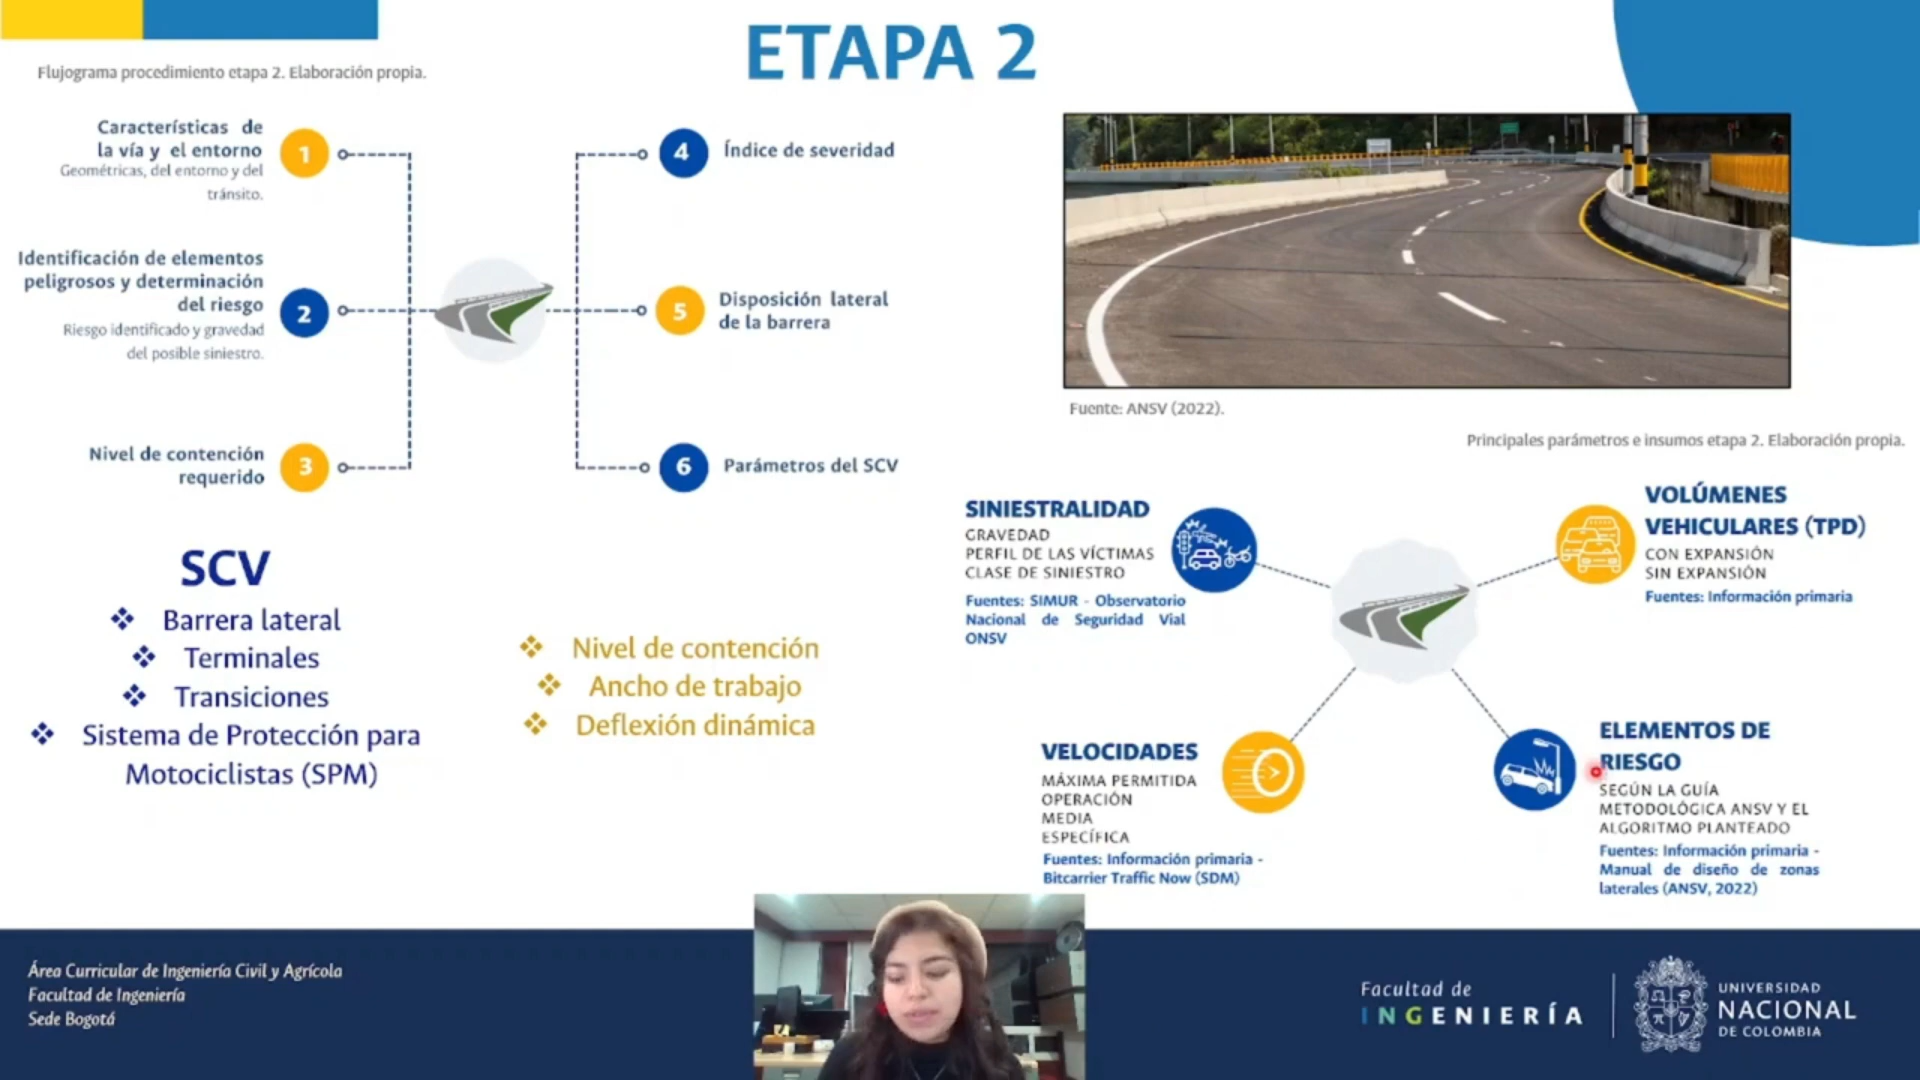 ETAPA 2
Flujograma procedimiento etapa 2. Elaboración propia.
Características de
la vía y el entorno
Geométricas, del entorno y del
tránsito.
1
Identificación de elementos
peligrosos y determinación
del riesgo
Riesgo identificado y gravedad
del posible siniestro.
2
Nivel de contención
requerido
3
4
Índice de severidad
5
Disposición lateral
de la barrera
6
Parámetros del SCV
SCV
❖ Barrera lateral
❖ Terminales
❖ Transiciones
❖ Sistema de Protección para
Motociclistas (SPM)
❖ Nivel de contención
❖ Ancho de trabajo
❖ Deflexión dinámica
Fuente: ANSV (2022).
Principales parámetros e insumos etapa 2. Elaboración propia.
SINIESTRALIDAD
GRAVEDAD
PERFIL DE LAS VÍCTIMAS
CLASE DE SINIESTRO
Fuentes: SIMUR - Observatorio
Nacional de Seguridad Vial
ONSV
VOLÚMENES
VEHICULARES (TPD)
CON EXPANSIÓN
SIN EXPANSIÓN
Fuentes: Información primaria
VELOCIDADES
MÁXIMA PERMITIDA
OPERACIÓN
MEDIA
ESPECÍFICA
Fuentes: Información primaria -
Bitcarrier Traffic Now (SDM)
ELEMENTOS DE
RIESGO
SEGÚN LA GUÍA
METODOLÓGICA ANSV Y EL
ALGORITMO PLANTEADO
Fuentes: Información primaria -
Manual de diseño de zonas
laterales (ANSV, 2022)
Área Curricular de Ingeniería Civil y Agrícola
Facultad de Ingeniería
Sede Bogotá
Facultad de
INGENIERÍA
UNIVERSIDAD
NACIONAL
DE COLOMBIA